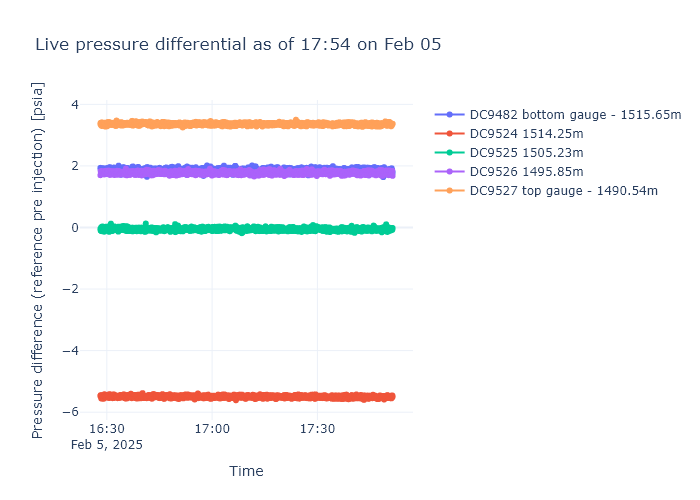 Live pressure differential as of 17:54 on Feb 05
Pressure difference (reference pre injection) [psia]
4
2
0
−2
−4
−6
16:30
Feb 5, 2025
17:00
17:30
Time
DC9482 bottom gauge - 1515.65m
DC9524 1514.25m
DC9525 1505.23m
DC9526 1495.85m
DC9527 top gauge - 1490.54m